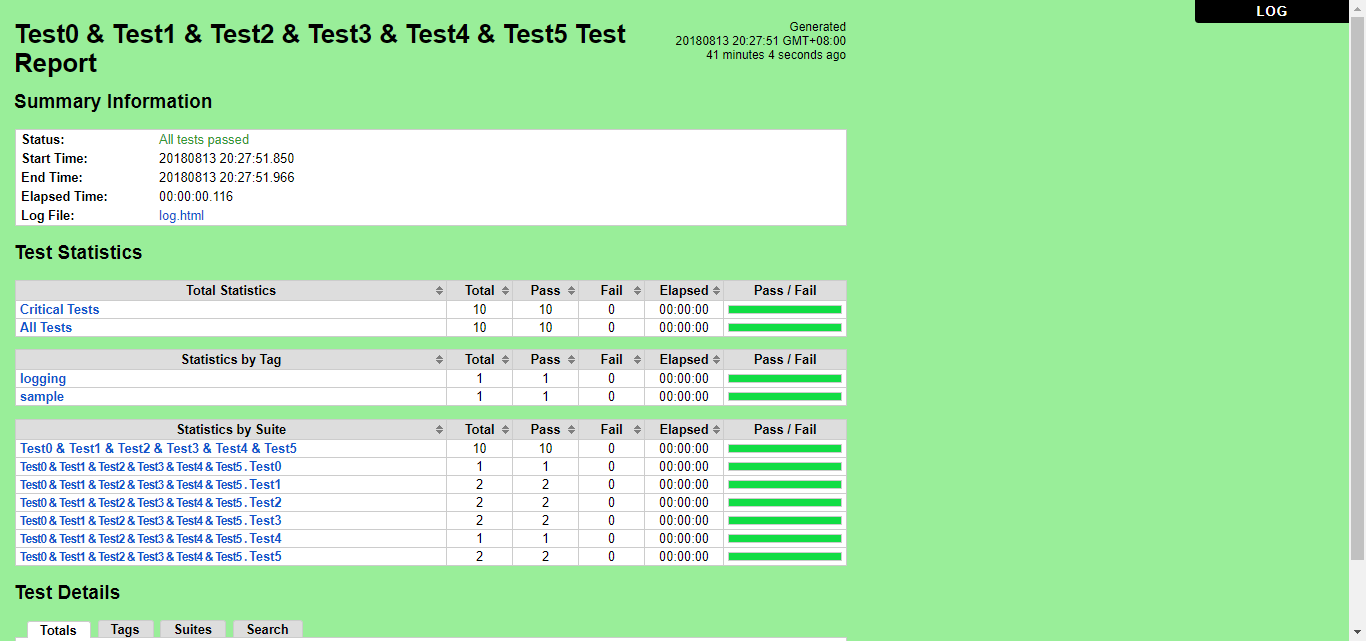 LOG
Test0 & Test1 & Test2 & Test3 & Test4 & Test5 Test
Report
Generated
20180813 20:27:51 GMT+08:00
41 minutes 4 seconds ago
Summary Information
Status: All tests passed
Start Time: 20180813 20:27:51.850
End Time: 20180813 20:27:51.966
Elapsed Time: 00:00:00.116
Log File: log.html
Test Statistics
Total Statistics Total Pass Fail Elapsed Pass / Fail
Critical Tests 10 10 0 00:00:00
All Tests 10 10 0 00:00:00
Statistics by Tag Total Pass Fail Elapsed Pass / Fail
logging 1 1 0 00:00:00
sample 1 1 0 00:00:00
Statistics by Suite Total Pass Fail Elapsed Pass / Fail
Test0 & Test1 & Test2 & Test3 & Test4 & Test5 10 10 0 00:00:00
Test0 & Test1 & Test2 & Test3 & Test4 & Test5 . Test0 1 1 0 00:00:00
Test0 & Test1 & Test2 & Test3 & Test4 & Test5 . Test1 2 2 0 00:00:00
Test0 & Test1 & Test2 & Test3 & Test4 & Test5 . Test2 2 2 0 00:00:00
Test0 & Test1 & Test2 & Test3 & Test4 & Test5 . Test3 2 2 0 00:00:00
Test0 & Test1 & Test2 & Test3 & Test4 & Test5 . Test4 1 1 0 00:00:00
Test0 & Test1 & Test2 & Test3 & Test4 & Test5 . Test5 2 2 0 00:00:00
Test Details
Totals Tags Suites Search